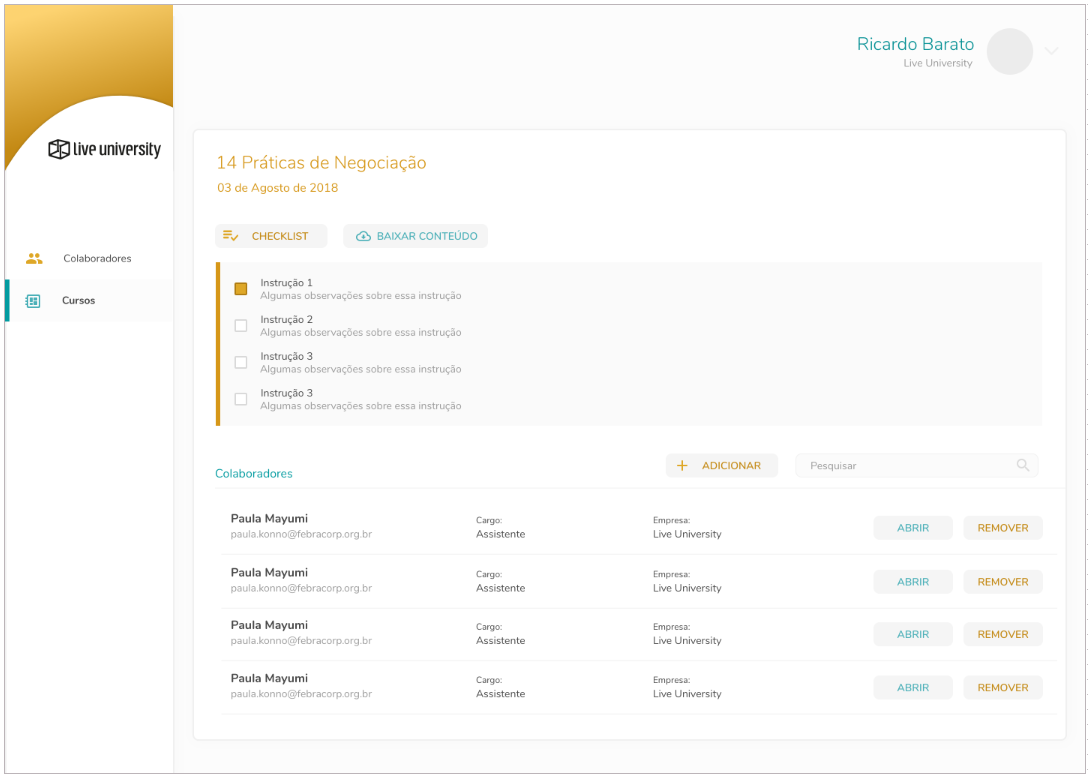 Ricardo Barato
Live University
live university
Colaboradores
Cursos
14 Práticas de Negociação
03 de Agosto de 2018
CHECKLIST
BAIXAR CONTEÚDO
Instrução 1
Algumas observações sobre essa instrução
Instrução 2
Algumas observações sobre essa instrução
Instrução 3
Algumas observações sobre essa instrução
Instrução 3
Algumas observações sobre essa instrução
Colaboradores
+ ADICIONAR
Pesquisar
Paula Mayumi Cargo: Empresa:
paula.konno@febracorp.org.br Assistente Live University ABRIR REMOVER
Paula Mayumi Cargo: Empresa:
paula.konno@febracorp.org.br Assistente Live University ABRIR REMOVER
Paula Mayumi Cargo: Empresa:
paula.konno@febracorp.org.br Assistente Live University ABRIR REMOVER
Paula Mayumi Cargo: Empresa:
paula.konno@febracorp.org.br Assistente Live University ABRIR REMOVER